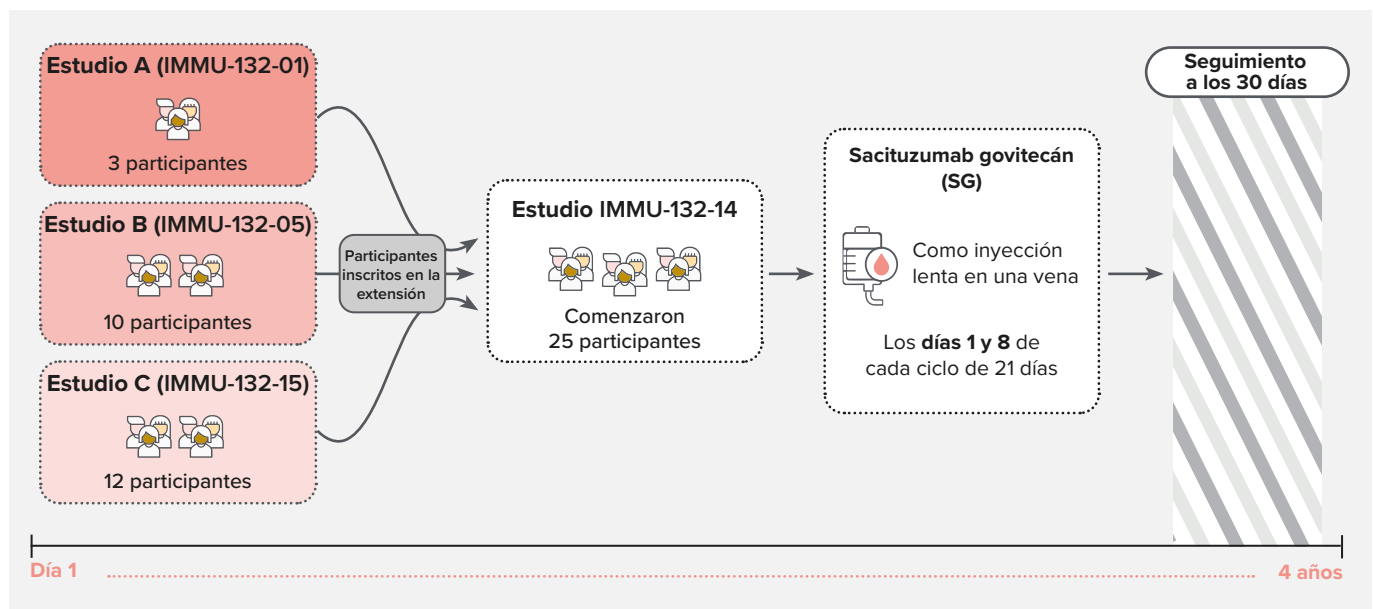 Estudio A (IMMU-132-01)
3 participantes
Estudio B (IMMU-132-05)
10 participantes
Estudio C (IMMU-132-15)
12 participantes
Participantes
inscritos en la
extensión
Estudio IMMU-132-14
Comenzaron
25 participantes
Sacituzumab govitecán
(SG)
Como inyección
lenta en una vena
Los días 1 y 8 de
cada ciclo de 21 días
Seguimiento
a los 30 días
Día 1
4 años